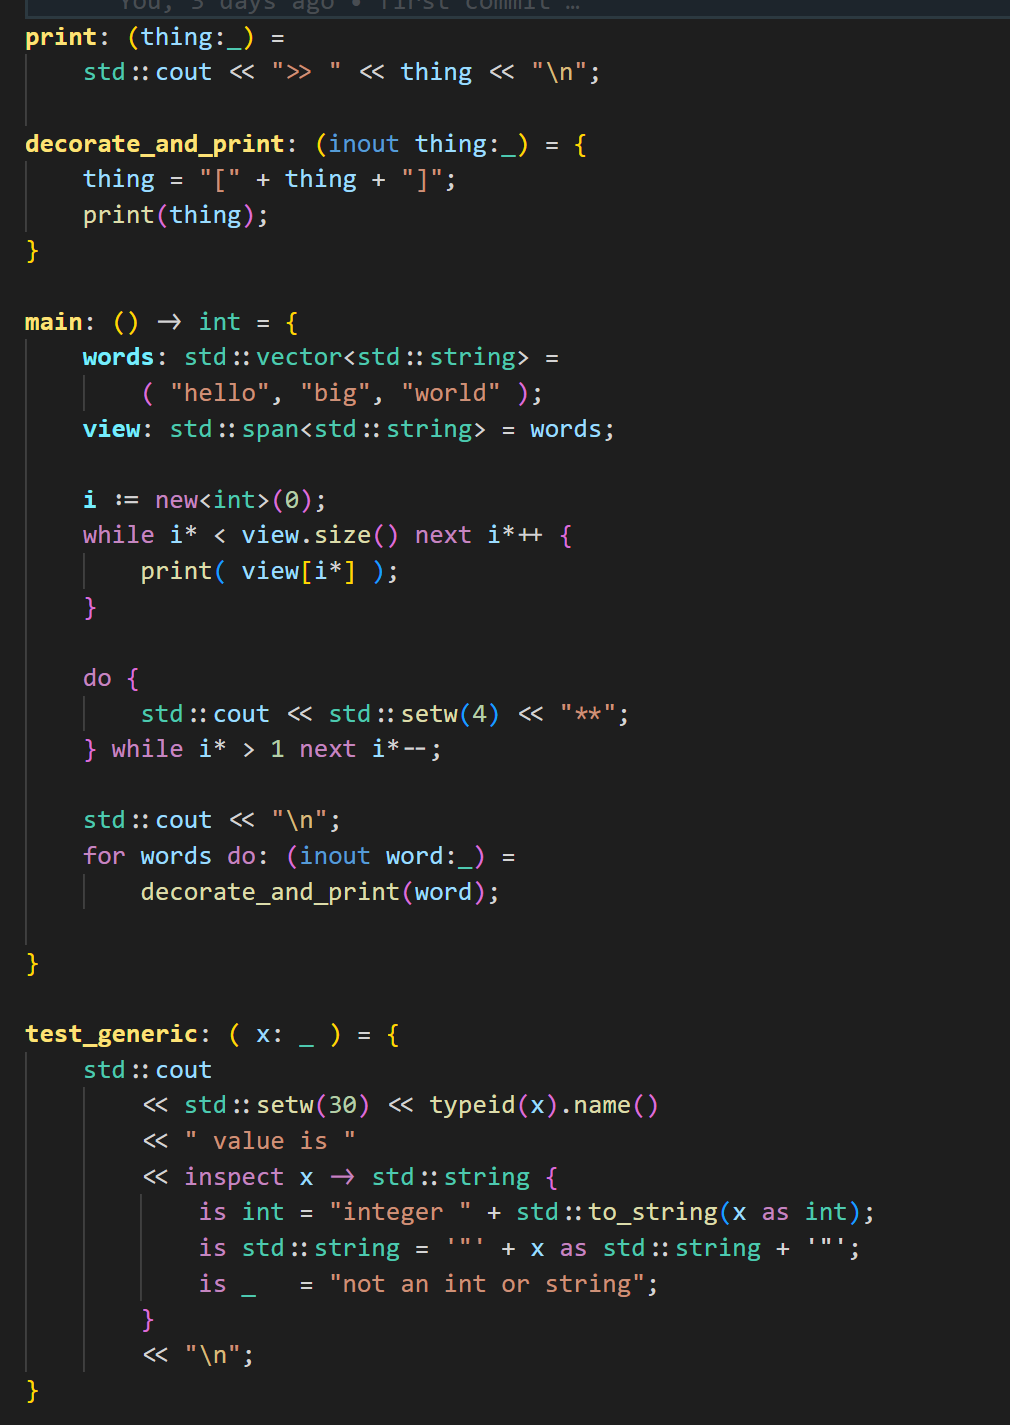 You, 3 days ago • first commit …
print: (thing:_) =
    std::cout << ">> " << thing << "\n";

decorate_and_print: (inout thing:_) = {
    thing = "[" + thing + "]";
    print(thing);
}

main: () -> int = {
    words: std::vector<std::string> =
        ( "hello", "big", "world" );
    view: std::span<std::string> = words;

    i := new<int>(0);
    while i* < view.size() next i*++ {
        print( view[i*] );
    }

    do {
        std::cout << std::setw(4) << "**";
    } while i* > 1 next i*--;

    std::cout << "\n";
    for words do: (inout word:_) =
        decorate_and_print(word);

}

test_generic: ( x: _ ) = {
    std::cout
        << std::setw(30) << typeid(x).name()
        << " value is "
        << inspect x -> std::string {
            is int = "integer " + std::to_string(x as int);
            is std::string = '"' + x as std::string + '"';
            is _   = "not an int or string";
        }
        << "\n";
}